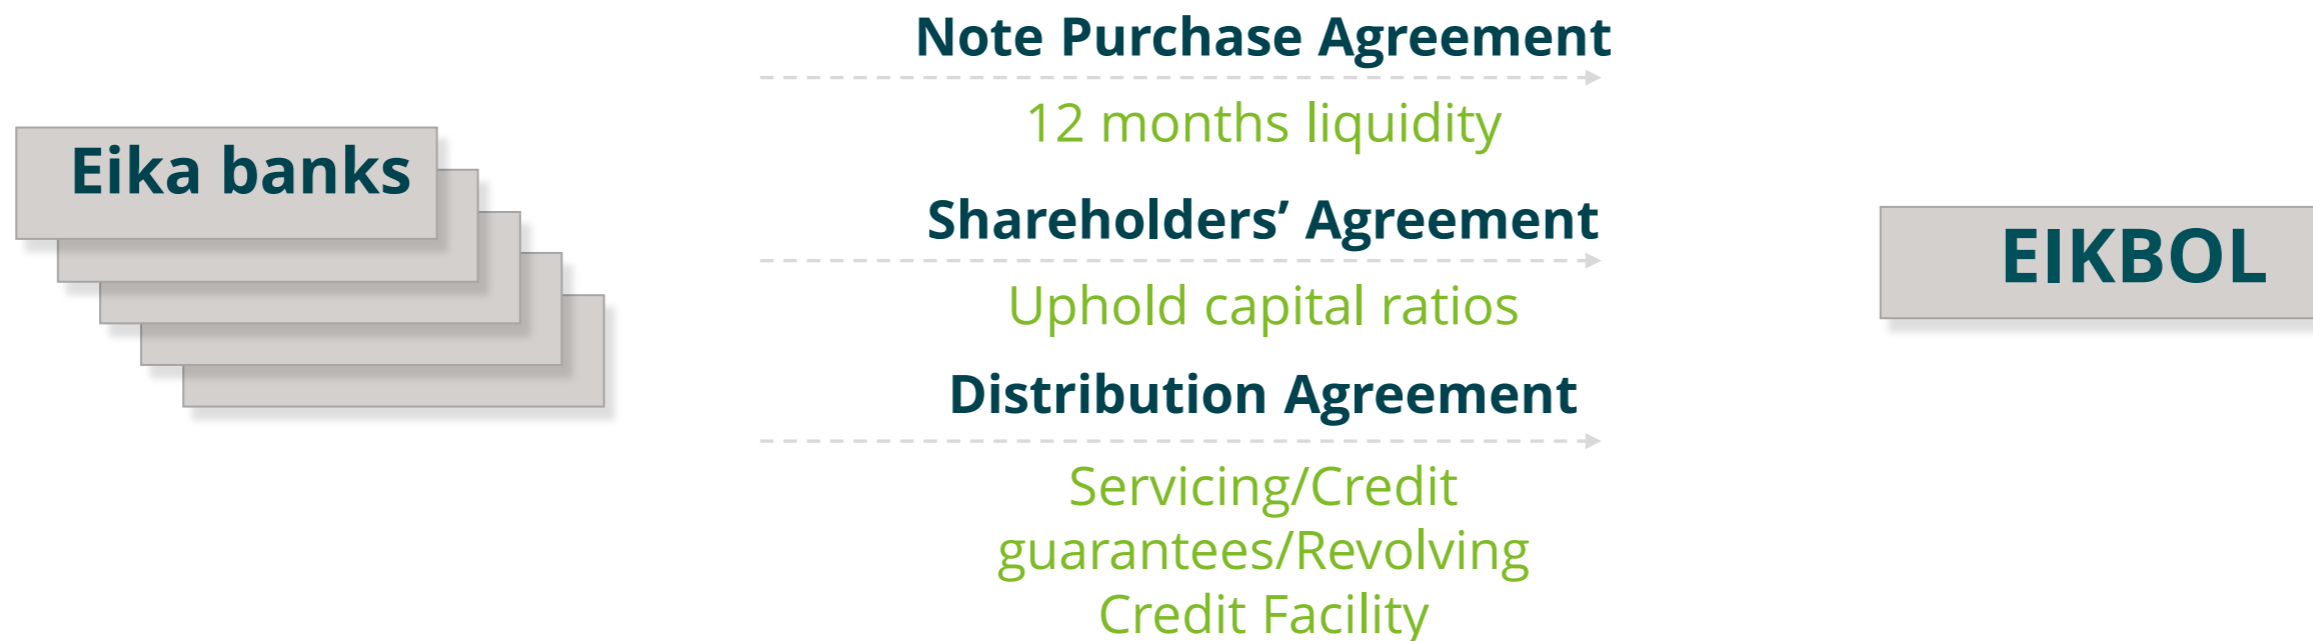 Eika banks
Note Purchase Agreement
12 months liquidity
Shareholders’ Agreement
Uphold capital ratios
Distribution Agreement
Servicing/Credit
guarantees/Revolving
Credit Facility
EIKBOL